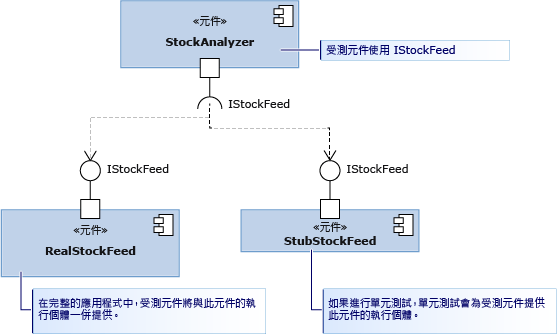 «元件»
StockAnalyzer
受測元件使用 IStockFeed
IStockFeed
IStockFeed
IStockFeed
«元件»
RealStockFeed
«元件»
StubStockFeed
在完整的應用程式中，受測元件將與此元件的執
行個體一併提供。
如果進行單元測試，單元測試會為受測元件提供
此元件的執行個體。